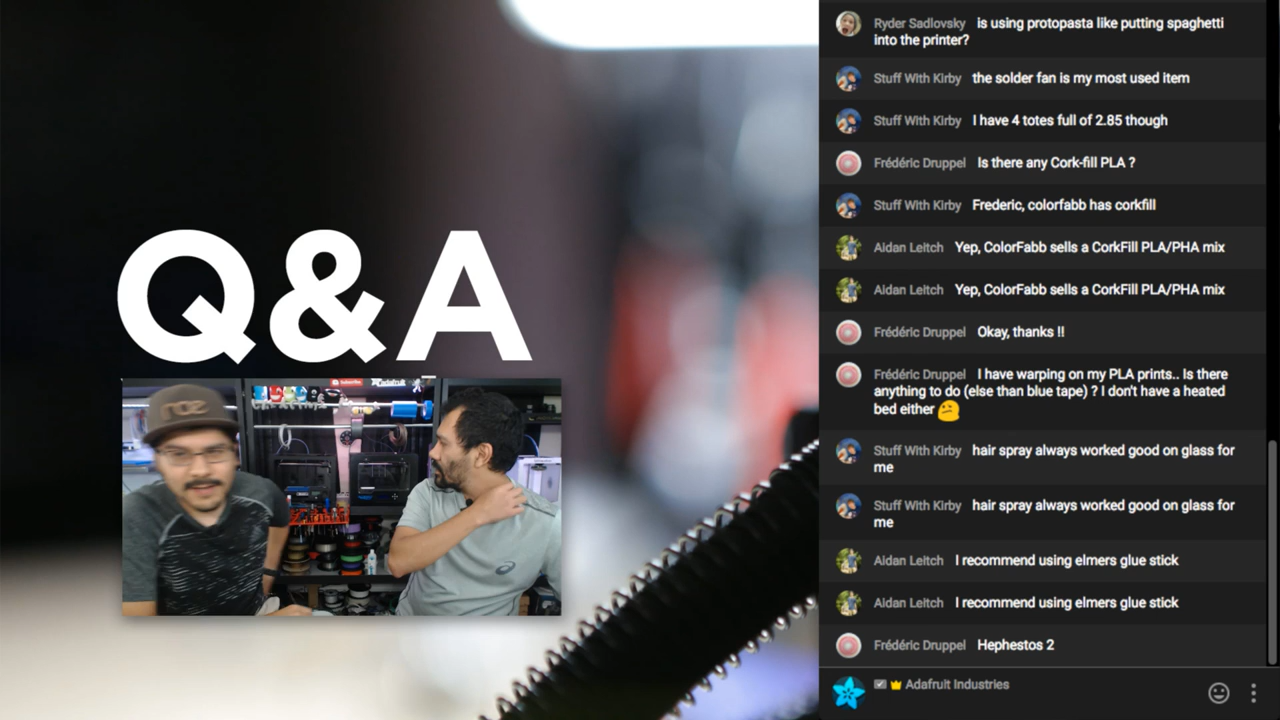 Q&A
roz
Subscribe
adafruit
Ryder Sadlovsky is using protopasta like putting spaghetti
into the printer?
Stuff With Kirby the solder fan is my most used item
Stuff With Kirby I have 4 totes full of 2.85 though
Frédéric Druppel Is there any Cork-fill PLA ?
Stuff With Kirby Frederic, colorfabb has corkfill
Aidan Leitch Yep, ColorFabb sells a CorkFill PLA/PHA mix
Aidan Leitch Yep, ColorFabb sells a CorkFill PLA/PHA mix
Frédéric Druppel Okay, thanks !!
Frédéric Druppel I have warping on my PLA prints.. Is there
anything to do (else than blue tape) ? I don't have a heated
bed either
Stuff With Kirby hair spray always worked good on glass for
me
Stuff With Kirby hair spray always worked good on glass for
me
Aidan Leitch I recommend using elmers glue stick
Aidan Leitch I recommend using elmers glue stick
Frédéric Druppel Hephestos 2
Adafruit Industries